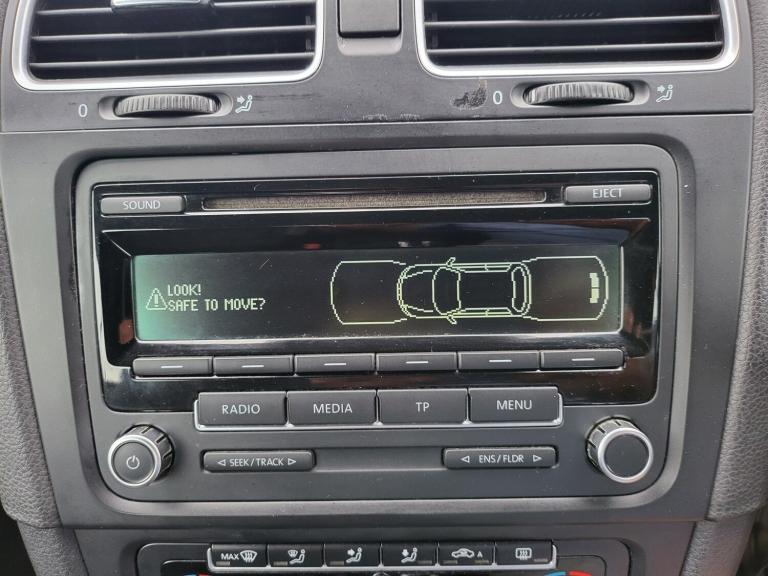 0
0
SOUND
EJECT
LOOK!
SAFE TO MOVE?
RADIO
MEDIA
TP
MENU
SEEK/TRACK
ENS/FLDR
MAX
A